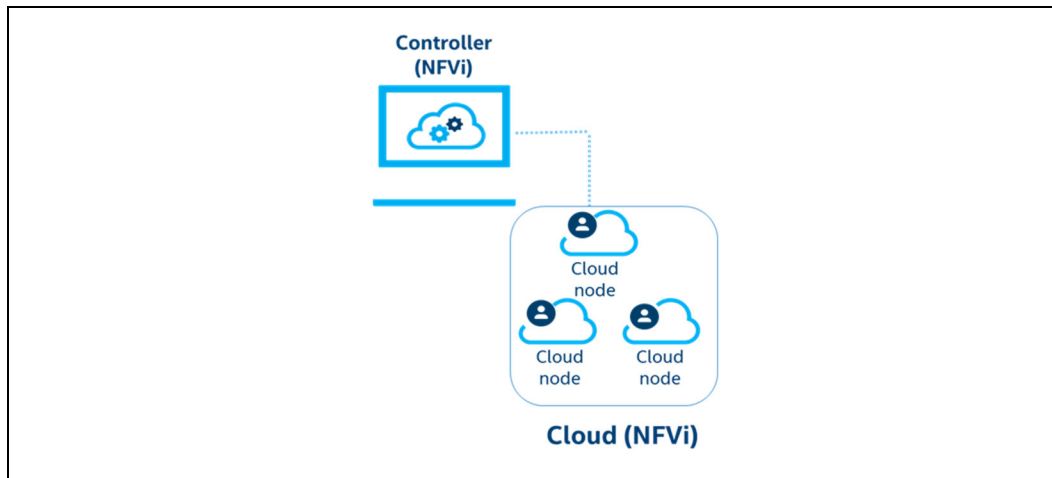 Controller
(NFVi)
Cloud
node
Cloud
node
Cloud
node
Cloud (NFVi)